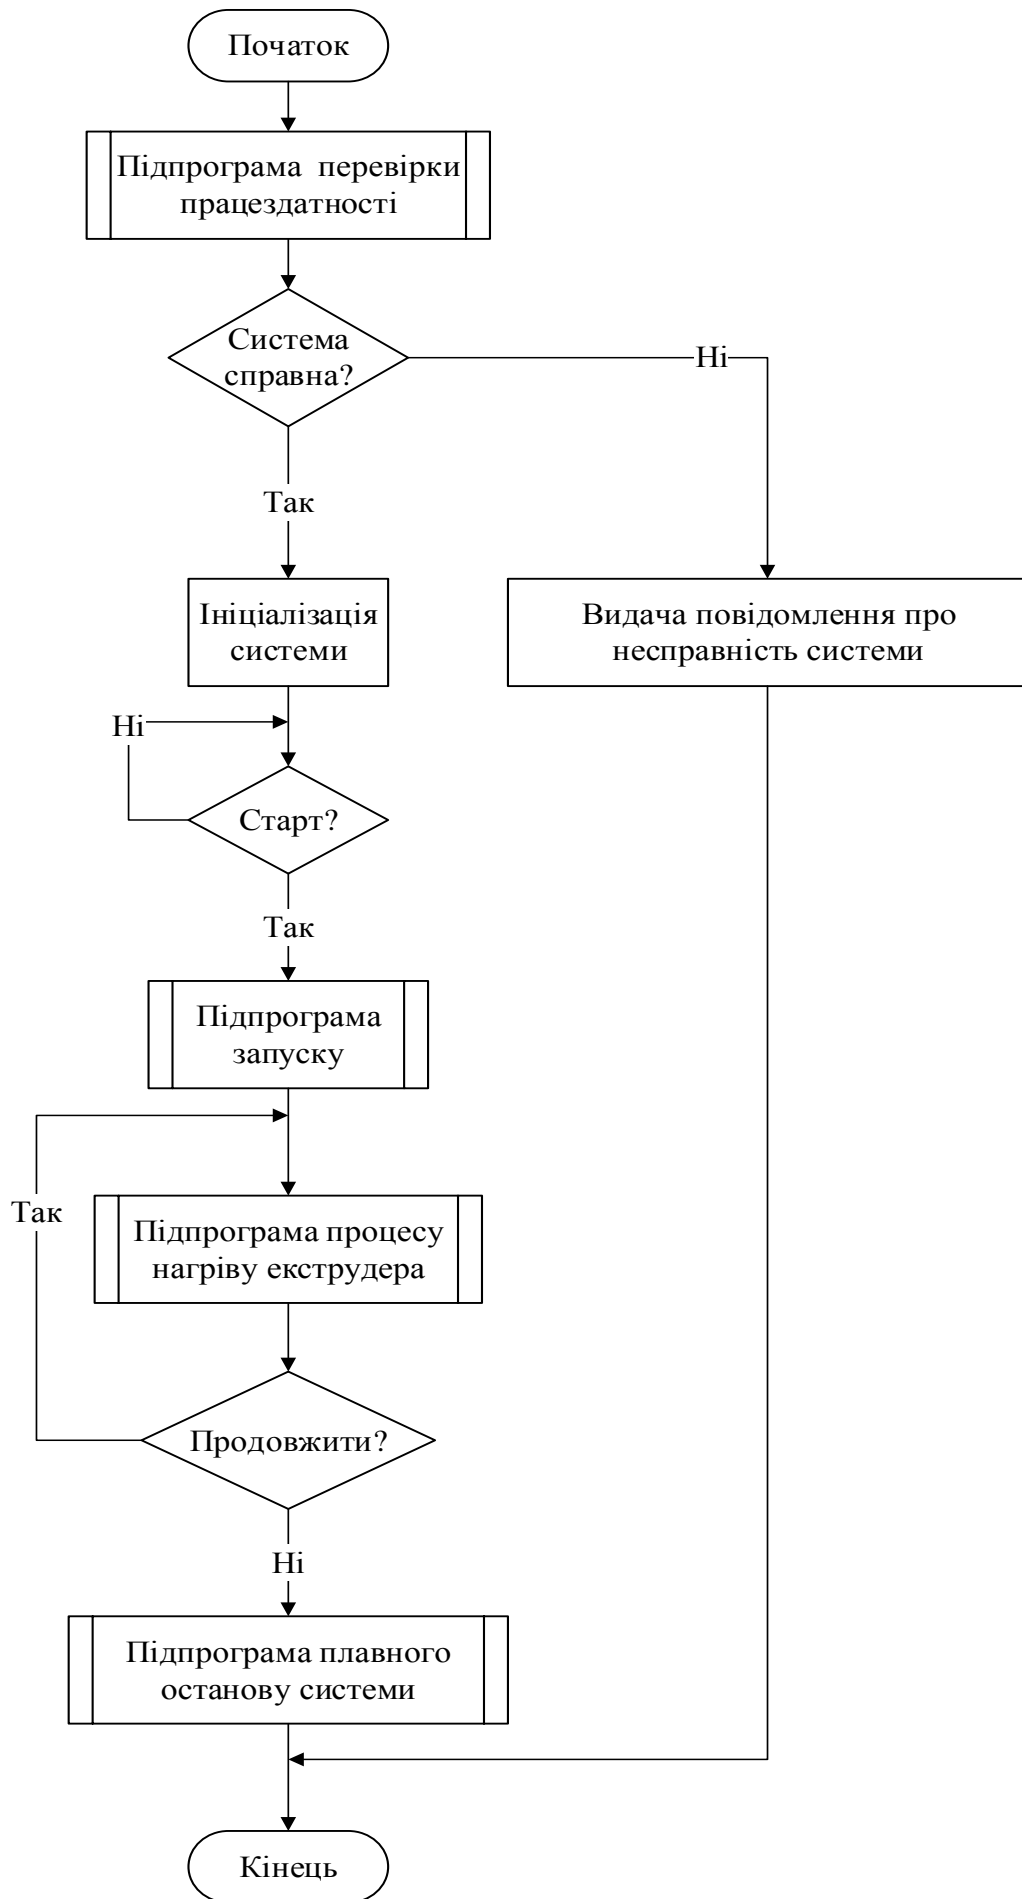 Початок
Підпрограма перевірки
працездатності
Система
справна?
Ні
Так
Ініціалізація
системи
Видача повідомлення про
несправність системи
Ні
Старт?
Так
Підпрограма
запуску
Так
Підпрограма процесу
нагріву екструдера
Продовжити?
Ні
Підпрограма плавного
останову системи
Кінець